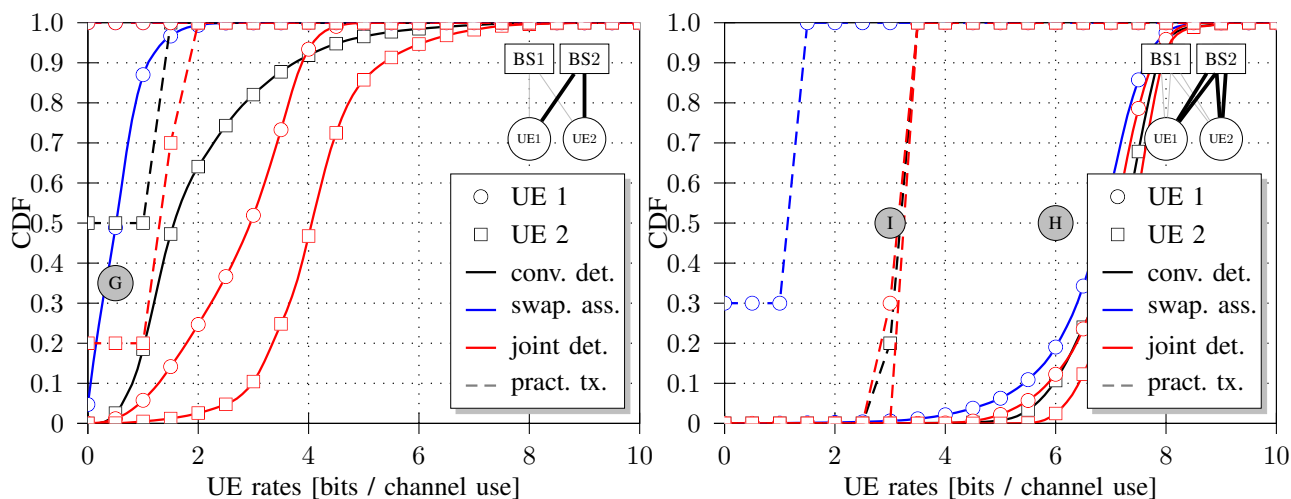 1.0
0.9
0.8
0.7
0.6
0.5
0.4
0.3
0.2
0.1
0
CDF
0 2 4 6 8 10
UE rates [bits / channel use]
BS1 BS2
UE1 UE2
G
UE 1
UE 2
conv. det.
swap. ass.
joint det.
pract. tx.
1.0
0.9
0.8
0.7
0.6
0.5
0.4
0.3
0.2
0.1
0
CDF
0 2 4 6 8 10
UE rates [bits / channel use]
BS1 BS2
UE1 UE2
I
H
UE 1
UE 2
conv. det.
swap. ass.
joint det.
pract. tx.